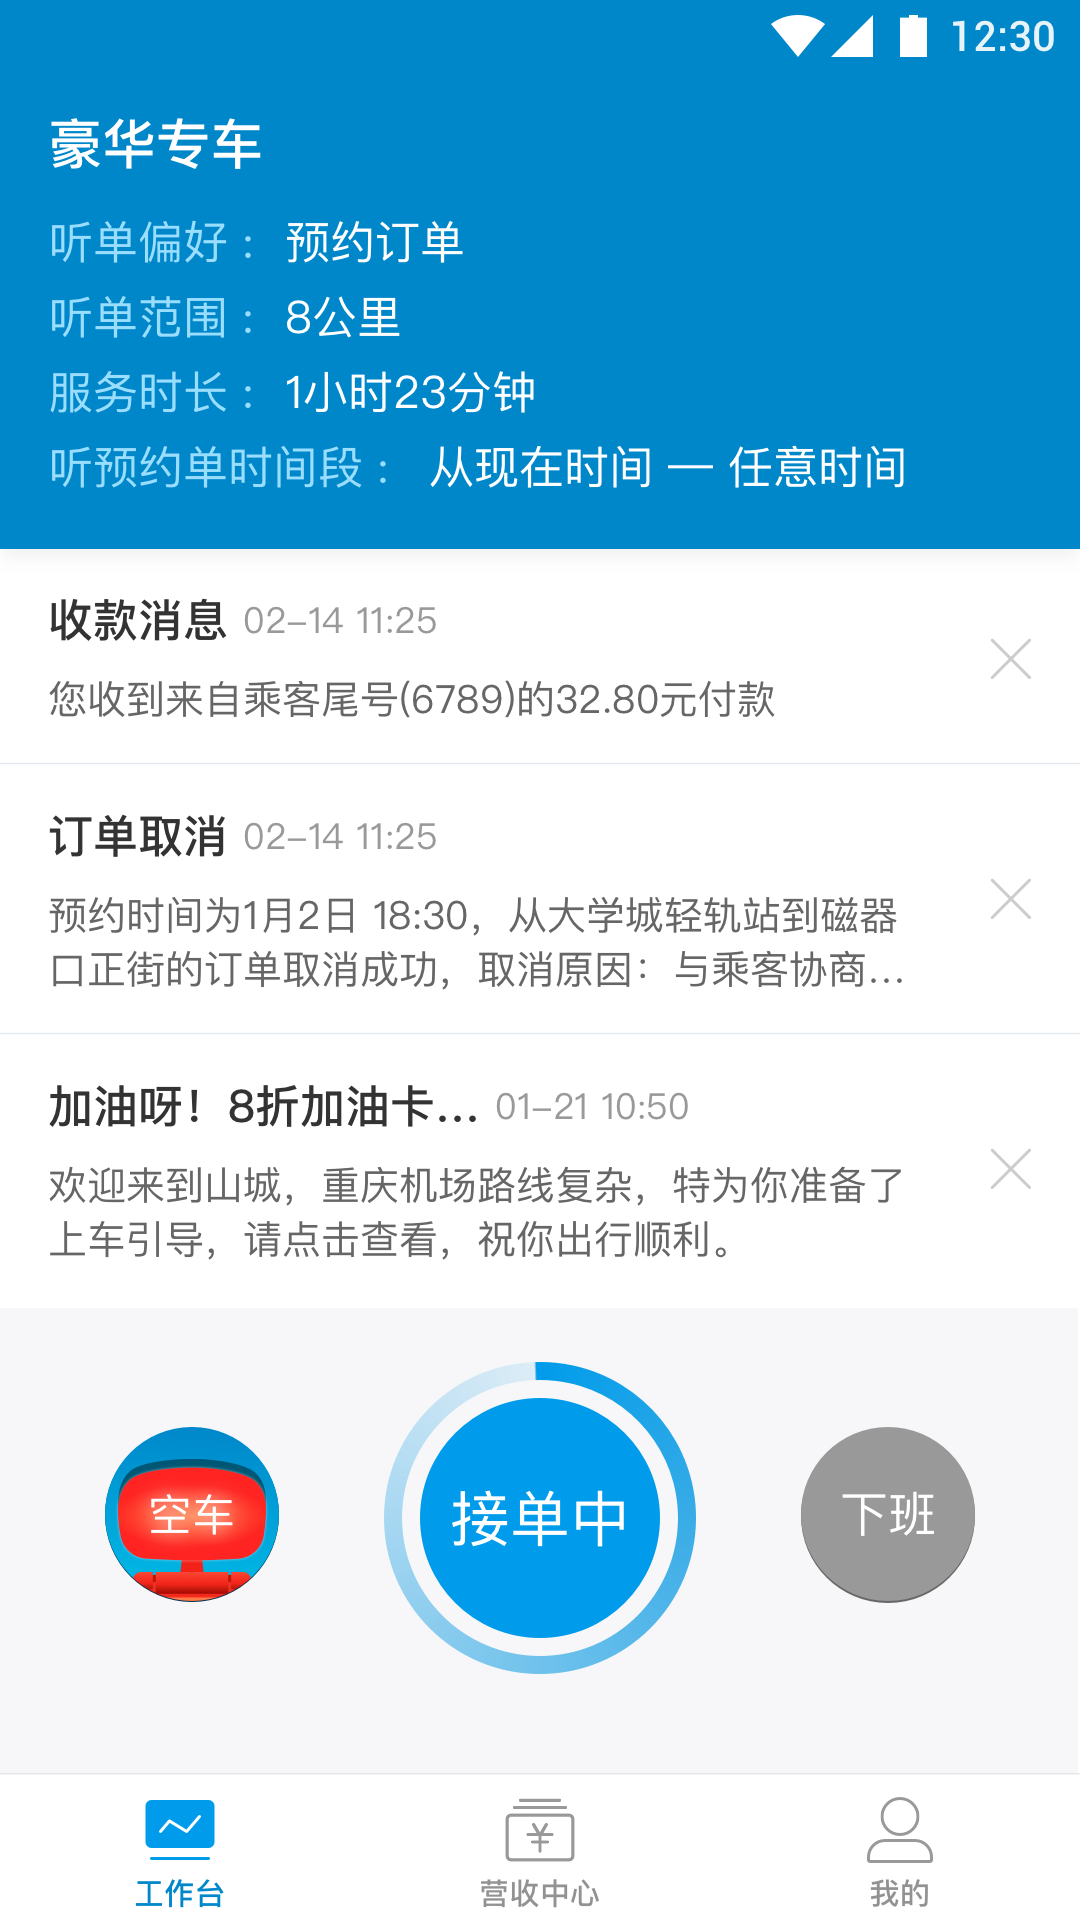 12:30
豪华专车
听单偏好： 预约订单
听单范围： 8公里
服务时长： 1小时23分钟
听预约单时间段： 从现在时间 — 任意时间
收款消息 02-14 11:25
您收到来自乘客尾号(6789)的32.80元付款
订单取消 02-14 11:25
预约时间为1月2日 18:30，从大学城轻轨站到磁器
口正街的订单取消成功，取消原因：与乘客协商...
加油呀！8折加油卡... 01-21 10:50
欢迎来到山城，重庆机场路线复杂，特为你准备了
上车引导，请点击查看，祝你出行顺利。
空车
接单中
下班
工作台
营收中心
我的